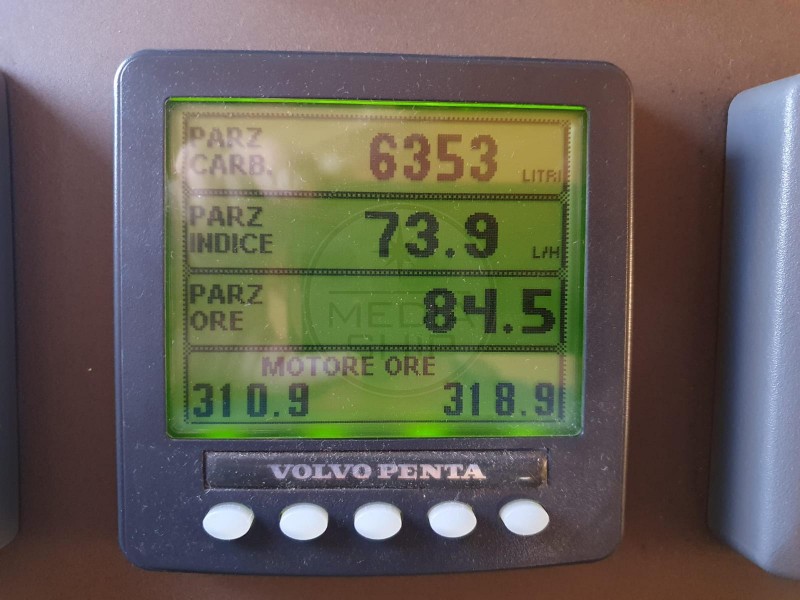 PARZ
CARB. 6353 LITRI
PARZ
INDICE 73.9 L/H
PARZ
ORE 84.5
MOTORE ORE
310.9 318.9
VOLVO PENTA